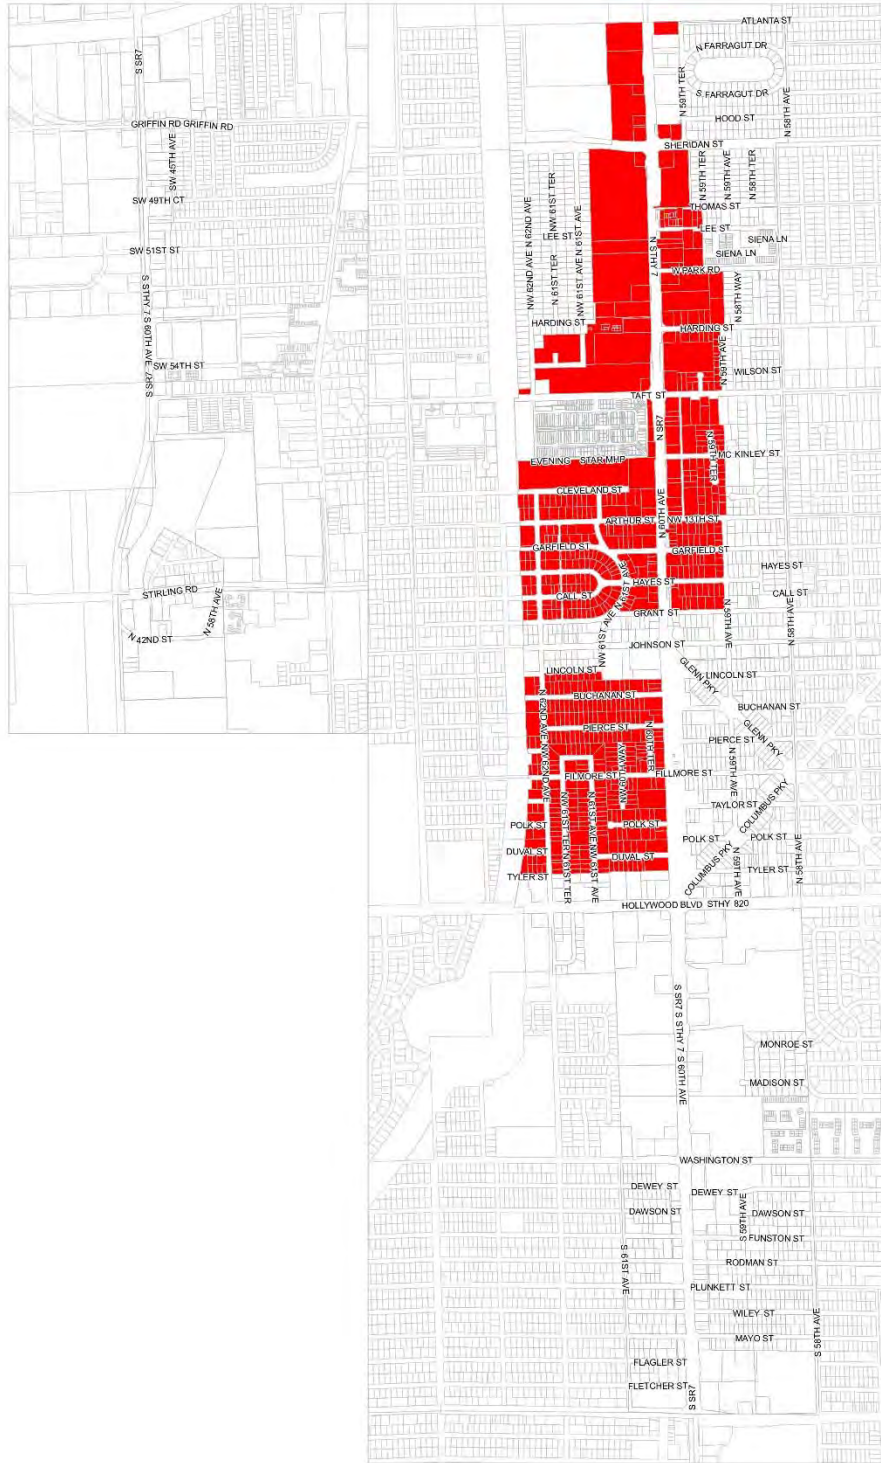 ATLANTA ST
N FARRAGUT DR
S SR7
N 59TH TER
S FARRAGUT DR
N 58TH AVE
HOOD ST
GRIFFIN RD GRIFFIN RD
SHERIDAN ST
SW 45TH AVE
NW 61ST TER
N 59TH TER
N 59TH AVE
N 58TH TER
SW 49TH CT
THOMAS ST
N 62ND AVE
LEE ST
N 61ST AVE
LEE ST
SIENA LN
SW 51ST ST
SIENA LN
N STHY 7
NW 62ND AVE
N 61ST TER
NW 61ST AVE
W PARK RD
N 58TH WAY
S STHY 7 S 60TH AVE
HARDING ST
HARDING ST
N 59TH AVE
SW 54TH ST
WILSON ST
S SR7
TAFT ST
N SR7
N 59TH TER
EVENING STAR MHP
MC KINLEY ST
CLEVELAND ST
N 60TH AVE
ARTHUR ST
NW 13TH ST
GARFIELD ST
GARFIELD ST
HAYES ST
N 61ST AVE
HAYES ST
STIRLING RD
CALL ST
CALL ST
N 58TH AVE
GRANT ST
N 59TH AVE
N 58TH AVE
N 42ND ST
NW 61ST AVE
JOHNSON ST
GLENN PKY
LINCOLN ST
LINCOLN ST
N 62ND AVE
BUCHANAN ST
BUCHANAN ST
PIERCE ST
N 60TH TER
GLENN PKY
PIERCE ST
NW 62ND AVE
N 59TH AVE
FILMORE ST
FILLMORE ST
COLUMBUS PKY
TAYLOR ST
POLK ST
POLK ST
POLK ST
POLK ST
NW 61ST TER
N 61ST AVE
DUVAL ST
DUVAL ST
N 61ST TER
NW 61ST AVE
COLUMBUS PKY
N 59TH AVE
TYLER ST
N 58TH AVE
TYLER ST
HOLLYWOOD BLVD STHY 820
S SR7 S STHY 7 S 60TH AVE
MONROE ST
MADISON ST
WASHINGTON ST
DEWEY ST
DEWEY ST
DAWSON ST
S 59TH AVE
DAWSON ST
FUNSTON ST
S 61ST AVE
RODMAN ST
PLUNKETT ST
WILEY ST
S 58TH AVE
MAYO ST
FLAGLER ST
FLETCHER ST
S SR7